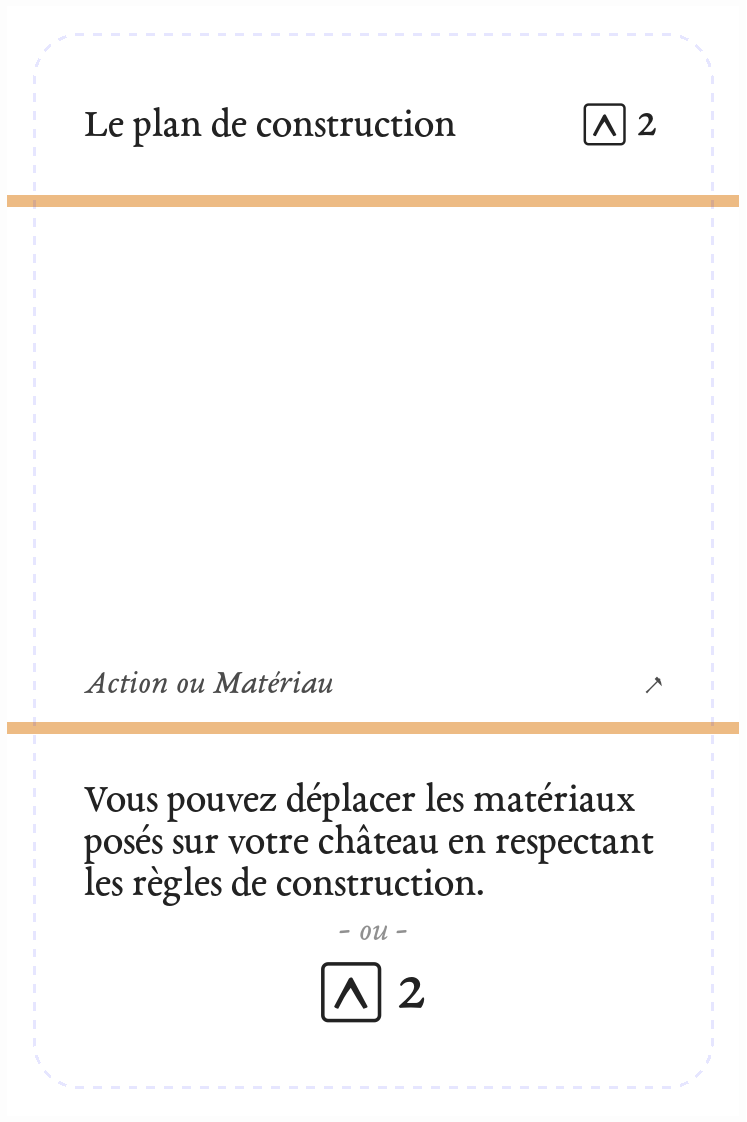 Le plan de construction 2
Action ou Matériau
Vous pouvez déplacer les matériaux
posés sur votre château en respectant
les règles de construction.
- ou -
2